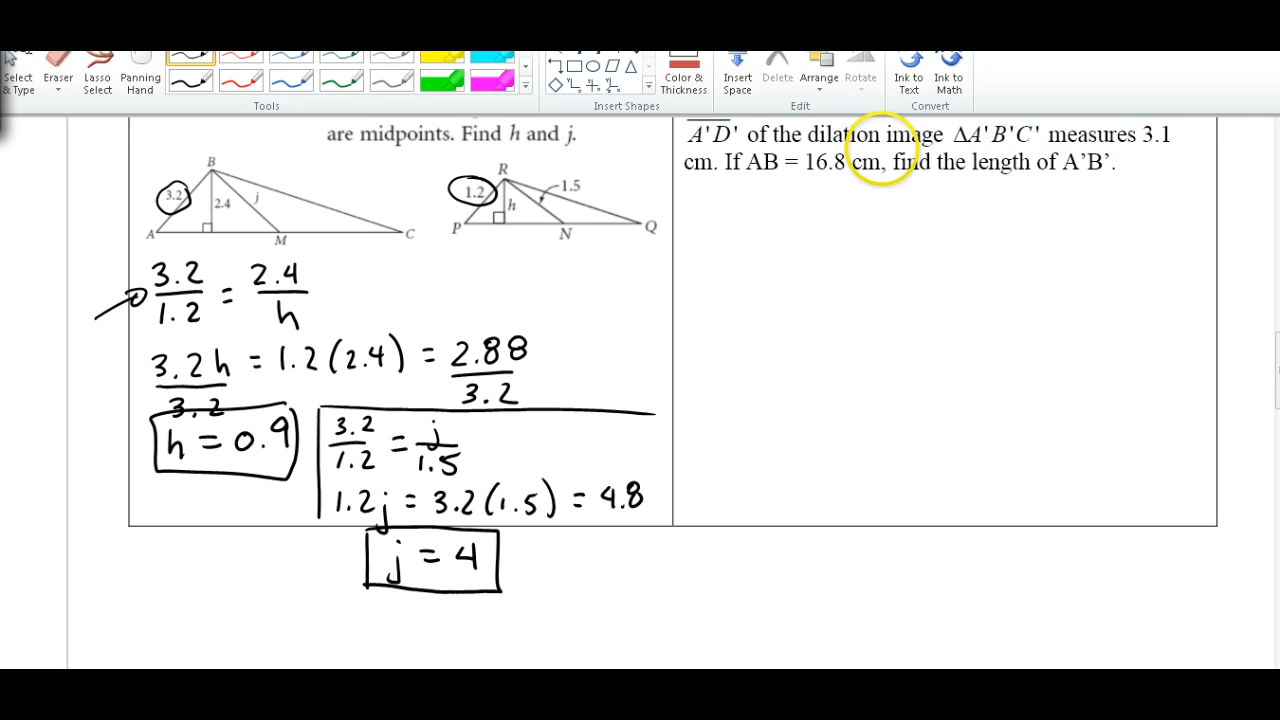 Select
& Type
Eraser
Lasso
Select
Panning
Hand
Tools
Color &
Thickness
Insert Shapes
Insert
Space
Delete
Arrange
Rotate
Edit
Ink to
Text
Ink to
Math
Convert
are midpoints. Find h and j.
B
3.2
2.4
j
A
M
C
R
1.2
1.5
h
P
N
Q
3.2/1.2 = 2.4/h
3.2h/3.2 = 1.2(2.4) = 2.88/3.2
h = 0.9
3.2/1.2 = j/1.5
1.2j = 3.2(1.5) = 4.8
j = 4
A'D' of the dilation image ΔA'B'C' measures 3.1
cm. If AB = 16.8 cm, find the length of A’B’.